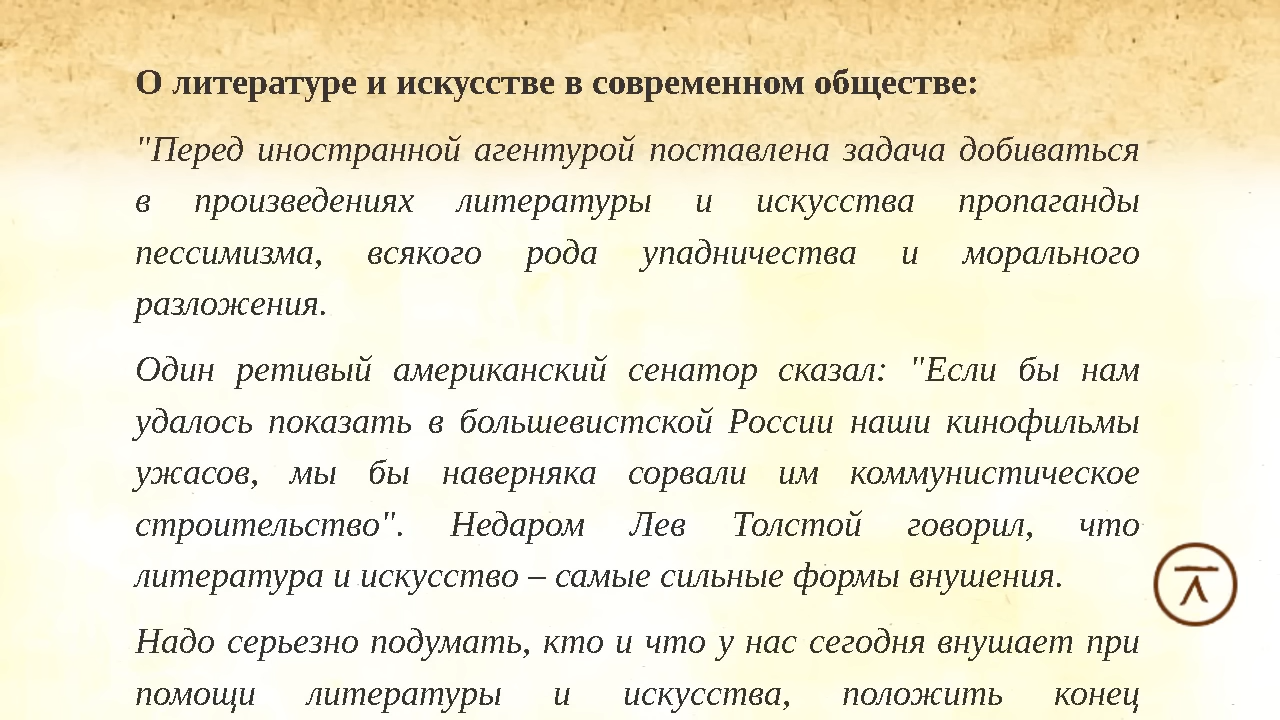 О литературе и искусстве в современном обществе:
"Перед иностранной агентурой поставлена задача добиваться
в произведениях литературы и искусства пропаганды
пессимизма, всякого рода упадничества и морального
разложения.
Один ретивый американский сенатор сказал: "Если бы нам
удалось показать в большевистской России наши кинофильмы
ужасов, мы бы наверняка сорвали им коммунистическое
строительство". Недаром Лев Толстой говорил, что
литература и искусство – самые сильные формы внушения.
Надо серьезно подумать, кто и что у нас сегодня внушает при
помощи литературы и искусства, положить конец